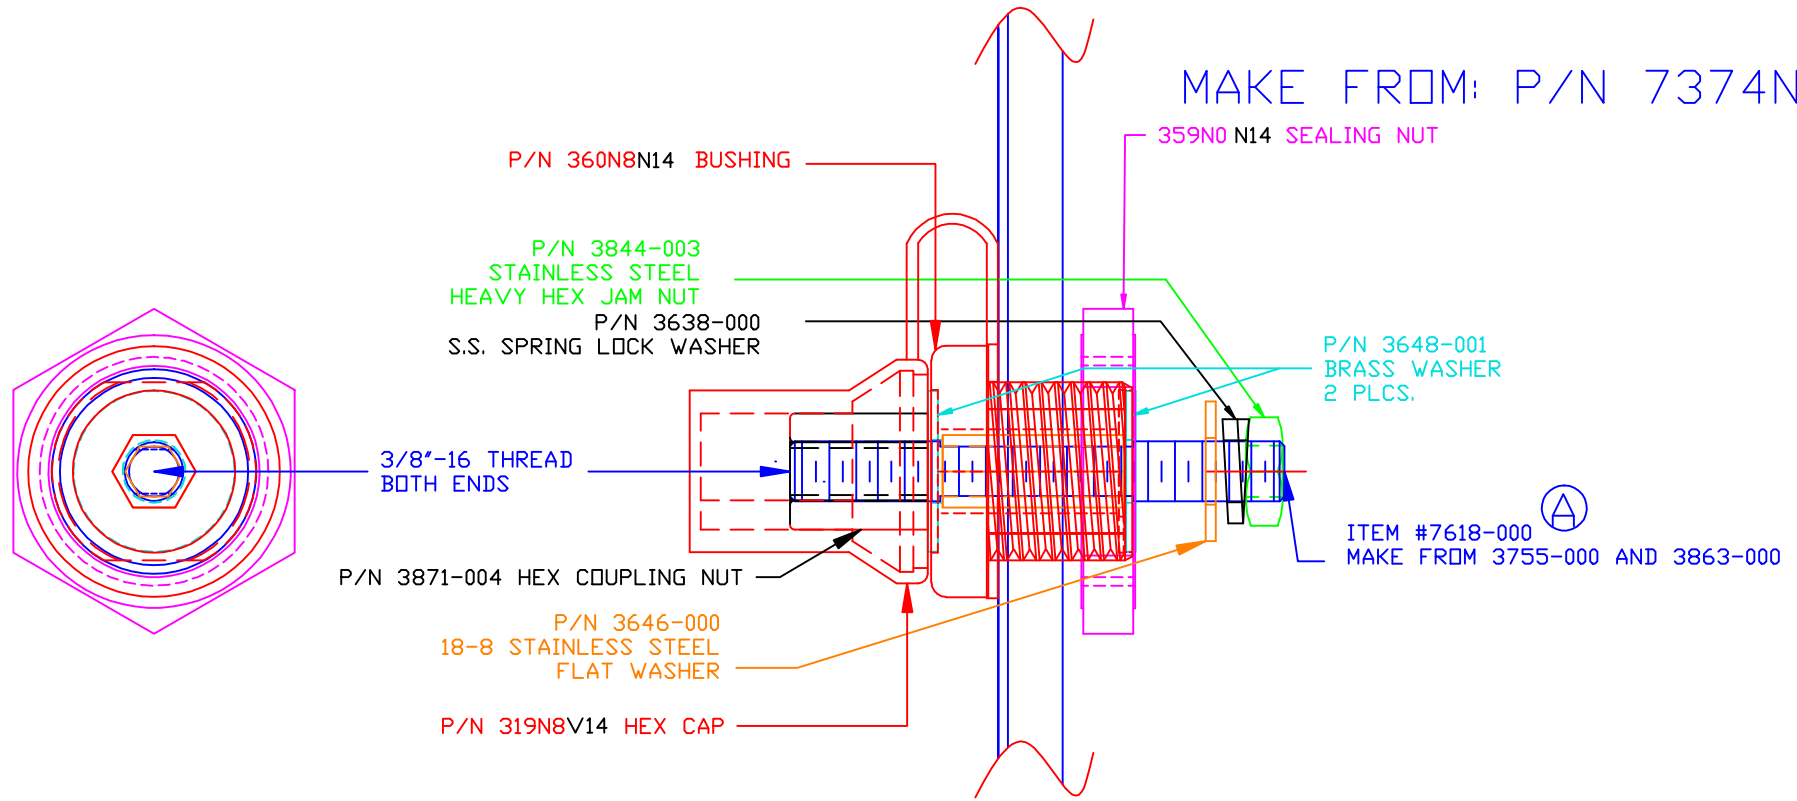 MAKE FROM: P/N 7374N
359N0 N14 SEALING NUT
P/N 360N8N14 BUSHING
P/N 3844-003
STAINLESS STEEL
HEAVY HEX JAM NUT
P/N 3638-000
S.S. SPRING LOCK WASHER
P/N 3648-001
BRASS WASHER
2 PLCS.
3/8"-16 THREAD
BOTH ENDS
A
ITEM #7618-000
MAKE FROM 3755-000 AND 3863-000
P/N 3871-004 HEX COUPLING NUT
P/N 3646-000
18-8 STAINLESS STEEL
FLAT WASHER
P/N 319N8V14 HEX CAP